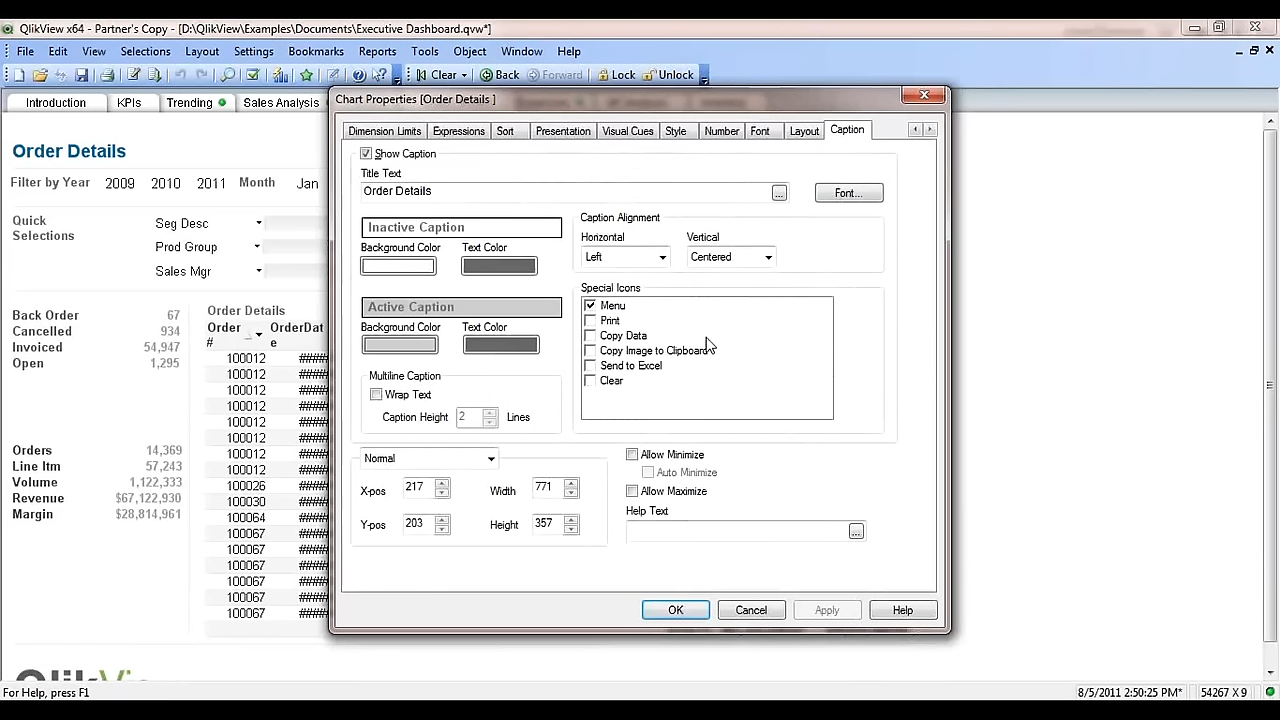 QlikView x64 - Partner's Copy - [D:\QlikView\Examples\Documents\Executive Dashboard.qvw*]
File Edit View Selections Layout Settings Bookmarks Reports Tools Object Window Help
Clear Back Forward Lock Unlock
Introduction KPIs Trending Sales Analysis
Chart Properties [Order Details ]
Dimension Limits Expressions Sort Presentation Visual Cues Style Number Font Layout Caption
Order Details
Filter by Year 2009 2010 2011 Month Jan
Quick
Selections
Seg Desc
Prod Group
Sales Mgr
Back Order 67
Cancelled 934
Invoiced 54,947
Open 1,295
Orders 14,369
Line Itm 57,243
Volume 1,122,333
Revenue $67,122,930
Margin $28,814,961
Order Details
Order
#
OrderDat
e
100012 ####
100012 ####
100012 ####
100012 ####
100012 ####
100012 ####
100012 ####
100012 ####
100026 ####
100030 ####
100064 ####
100067 ####
100067 ####
100067 ####
100067 ####
100067 ####
100067 ####
Show Caption
Title Text
Order Details
...
Font...
Inactive Caption
Background Color Text Color
Active Caption
Background Color Text Color
Multiline Caption
Wrap Text
Caption Height 2 Lines
Caption Alignment
Horizontal Vertical
Left Centered
Special Icons
Menu
Print
Copy Data
Copy Image to Clipboard
Send to Excel
Clear
Normal
X-pos 217 Width 771
Y-pos 203 Height 357
Allow Minimize
Auto Minimize
Allow Maximize
Help Text
...
OK Cancel Apply Help
QlikVi
For Help, press F1
8/5/2011 2:50:25 PM* 54267 X 9